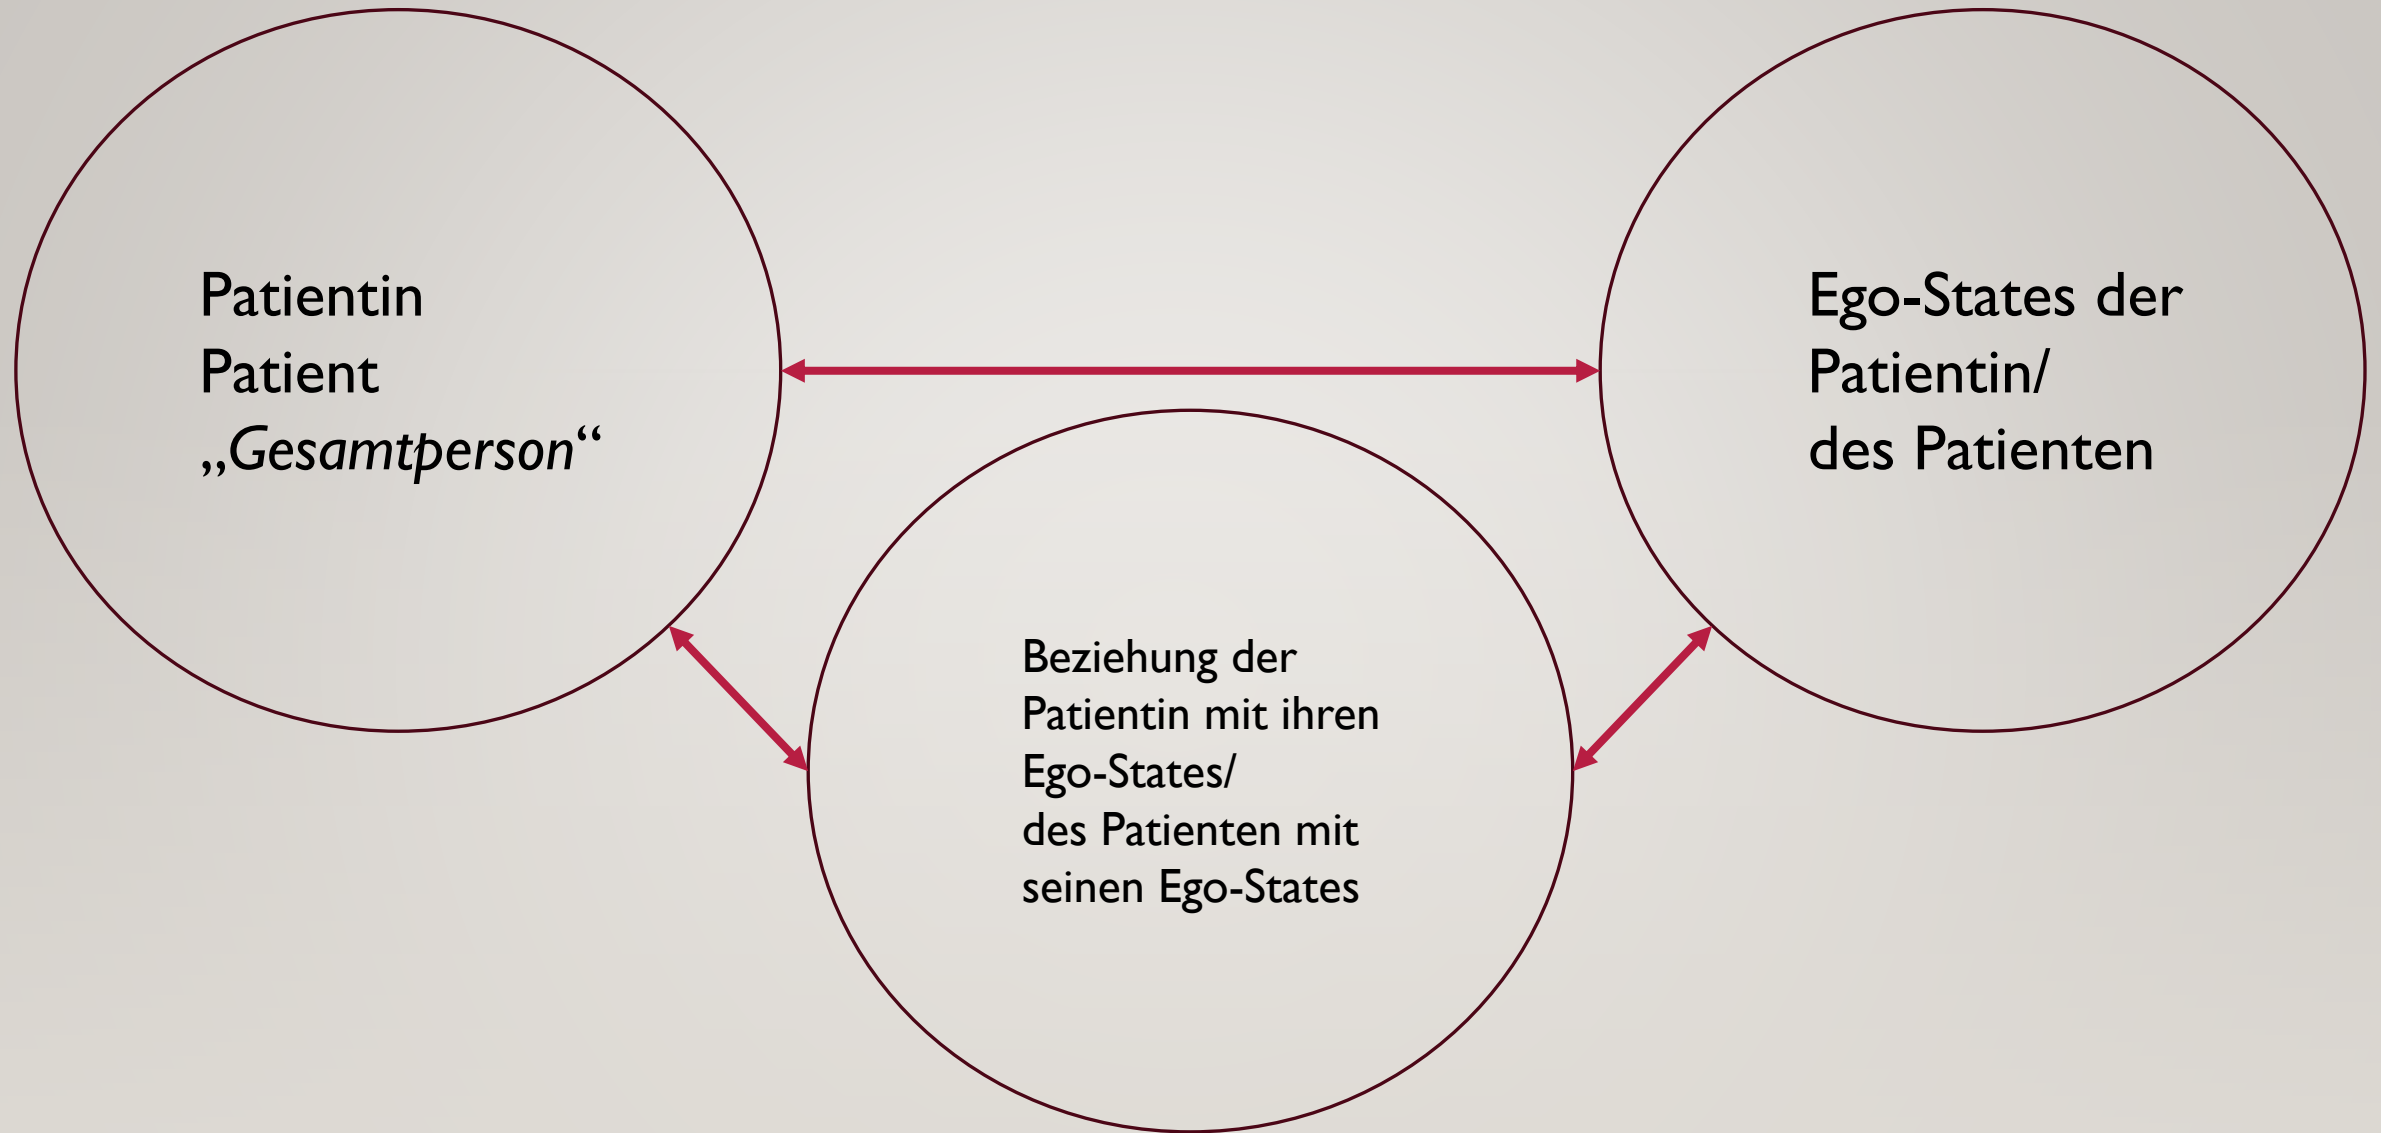 Patientin
Patient
„Gesamtperson“
Ego-States der
Patientin/
des Patienten
Beziehung der
Patientin mit ihren
Ego-States/
des Patienten mit
seinen Ego-States